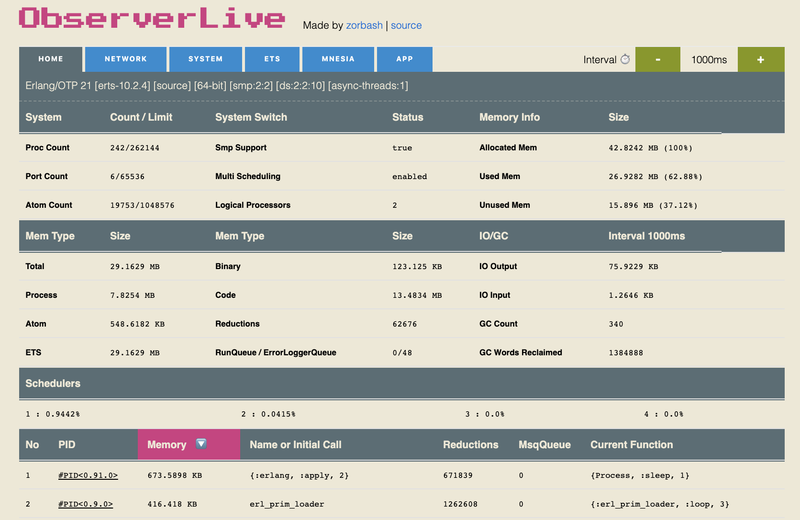 ObserverLive Made by zorbash | source
HOME NETWORK SYSTEM ETS MNESIA APP Interval ⏱ - 1000ms +
Erlang/OTP 21 [erts-10.2.4] [source] [64-bit] [smp:2:2] [ds:2:2:10] [async-threads:1]
System Count / Limit System Switch Status Memory Info Size
Proc Count 242/262144 Smp Support true Allocated Mem 42.8242 MB (100%)
Port Count 6/65536 Multi Scheduling enabled Used Mem 26.9282 MB (62.88%)
Atom Count 19753/1048576 Logical Processors 2 Unused Mem 15.896 MB (37.12%)
Mem Type Size Mem Type Size IO/GC Interval 1000ms
Total 29.1629 MB Binary 123.125 KB IO Output 75.9229 KB
Process 7.8254 MB Code 13.4834 MB IO Input 1.2646 KB
Atom 548.6182 KB Reductions 62676 GC Count 340
ETS 29.1629 MB RunQueue / ErrorLoggerQueue 0/48 GC Words Reclaimed 1384888
Schedulers
1 : 0.9442% 2 : 0.0415% 3 : 0.0% 4 : 0.0%
No PID Memory 🔽 Name or Initial Call Reductions MsqQueue Current Function
1 #PID<0.91.0> 673.5898 KB {:erlang, :apply, 2} 671839 0 {Process, :sleep, 1}
2 #PID<0.9.0> 416.418 KB erl_prim_loader 1262608 0 {:erl_prim_loader, :loop, 3}